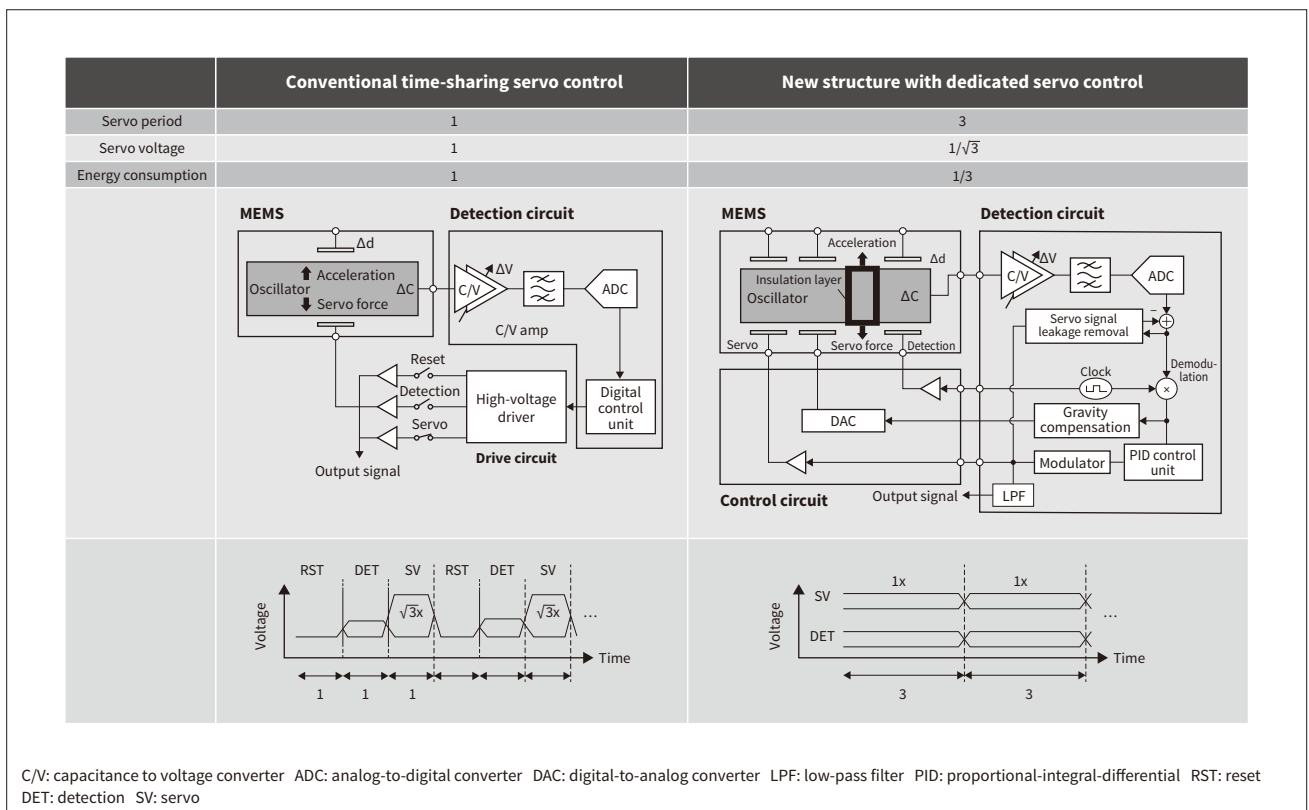 Conventional time-sharing servo control
New structure with dedicated servo control
Servo period
1
3
Servo voltage
1
1/√3
Energy consumption
1
1/3
MEMS
Detection circuit
Δd
Oscillator
Acceleration
Servo force
ΔC
C/V
ΔV
ADC
C/V amp
Reset
Detection
Servo
High-voltage
driver
Digital
control
unit
Output signal
Drive circuit
MEMS
Detection circuit
Acceleration
Δd
Insulation layer
Oscillator
ΔC
C/V
ΔV
ADC
Servo
Servo force
Detection
Servo signal
leakage removal
−
+
Clock
Demodu-
lation
×
DAC
Gravity
compensation
Modulator
PID control
unit
Control circuit
Output signal
LPF
RST
DET
SV
RST
DET
SV
√3x
√3x
...
Voltage
Time
1
1
1
1x
1x
SV
DET
...
Voltage
Time
3
3
C/V: capacitance to voltage converter ADC: analog-to-digital converter DAC: digital-to-analog converter LPF: low-pass filter PID: proportional-integral-differential RST: reset
DET: detection SV: servo